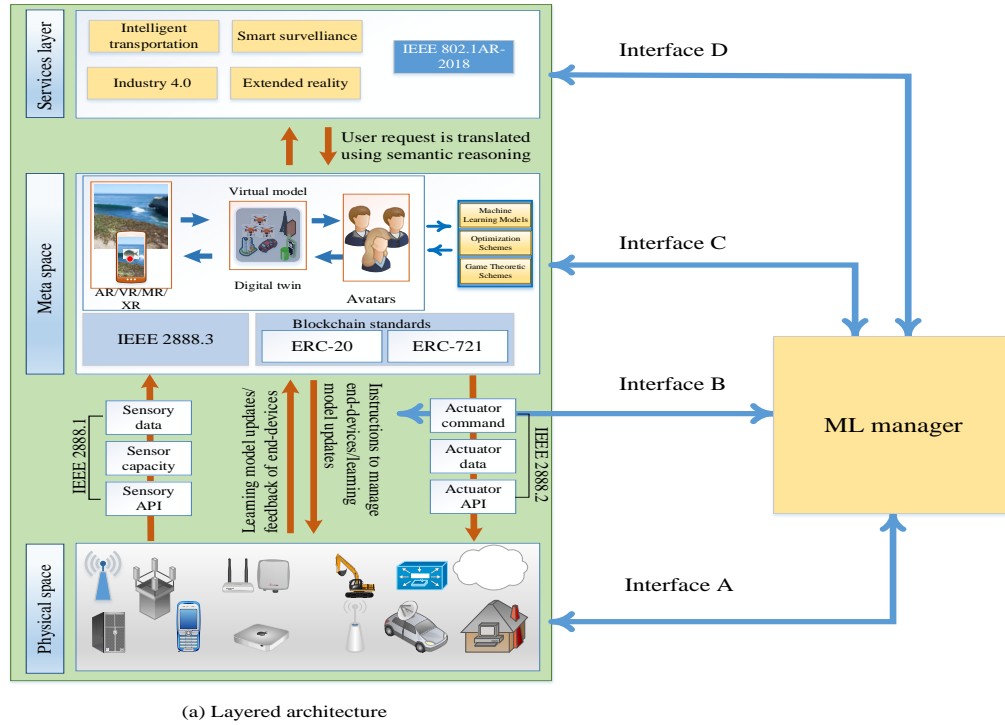 Services layer
Intelligent
transportation
Smart survelliance
IEEE 802.1AR-
2018
Industry 4.0
Extended reality
Interface D
User request is translated
using semantic reasoning
Meta space
Virtual model
Machine
Learning Models
Optimization
Schemes
Game Theoretic
Schemes
AR/VR/MR/
XR
Digital twin
Avatars
Interface C
IEEE 2888.3
Blockchain standards
ERC-20
ERC-721
IEEE 2888.1
Sensory
data
Sensor
capacity
Sensory
API
Learning model updates/
feedback of end-devices
Instructions to manage
end-devices/learning
model updates
Actuator
command
Actuator
data
Actuator
API
IEEE 2888.2
Interface B
ML manager
Physical space
Interface A
(a) Layered architecture